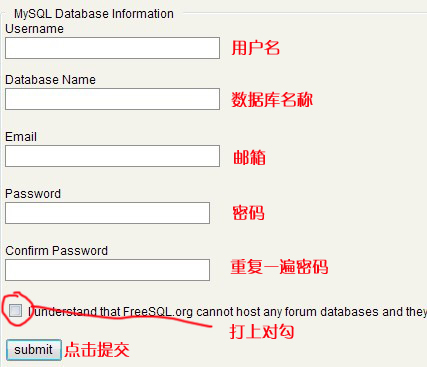 MySQL Database Information
Username
用户名
Database Name
数据库名称
Email
邮箱
Password
密码
Confirm Password
重复一遍密码
I understand that FreeSQL.org cannot host any forum databases and they
打上对勾
submit 点击提交